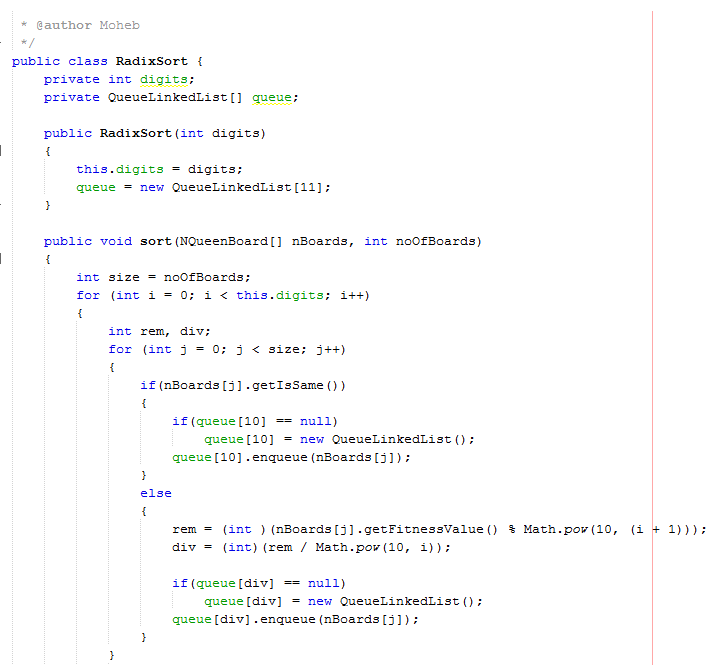 * @author Moheb
*/
public class RadixSort {
private int digits;
private QueueLinkedList[] queue;
public RadixSort(int digits)
{
this.digits = digits;
queue = new QueueLinkedList[11];
}
public void sort(NQueenBoard[] nBoards, int noOfBoards)
{
int size = noOfBoards;
for (int i = 0; i < this.digits; i++)
{
int rem, div;
for (int j = 0; j < size; j++)
{
if(nBoards[j].getIsSame())
{
if(queue[10] == null)
queue[10] = new QueueLinkedList();
queue[10].enqueue(nBoards[j]);
}
else
{
rem = (int )(nBoards[j].getFitnessValue() % Math.pow(10, (i + 1)));
div = (int)(rem / Math.pow(10, i));
if(queue[div] == null)
queue[div] = new QueueLinkedList();
queue[div].enqueue(nBoards[j]);
}
}